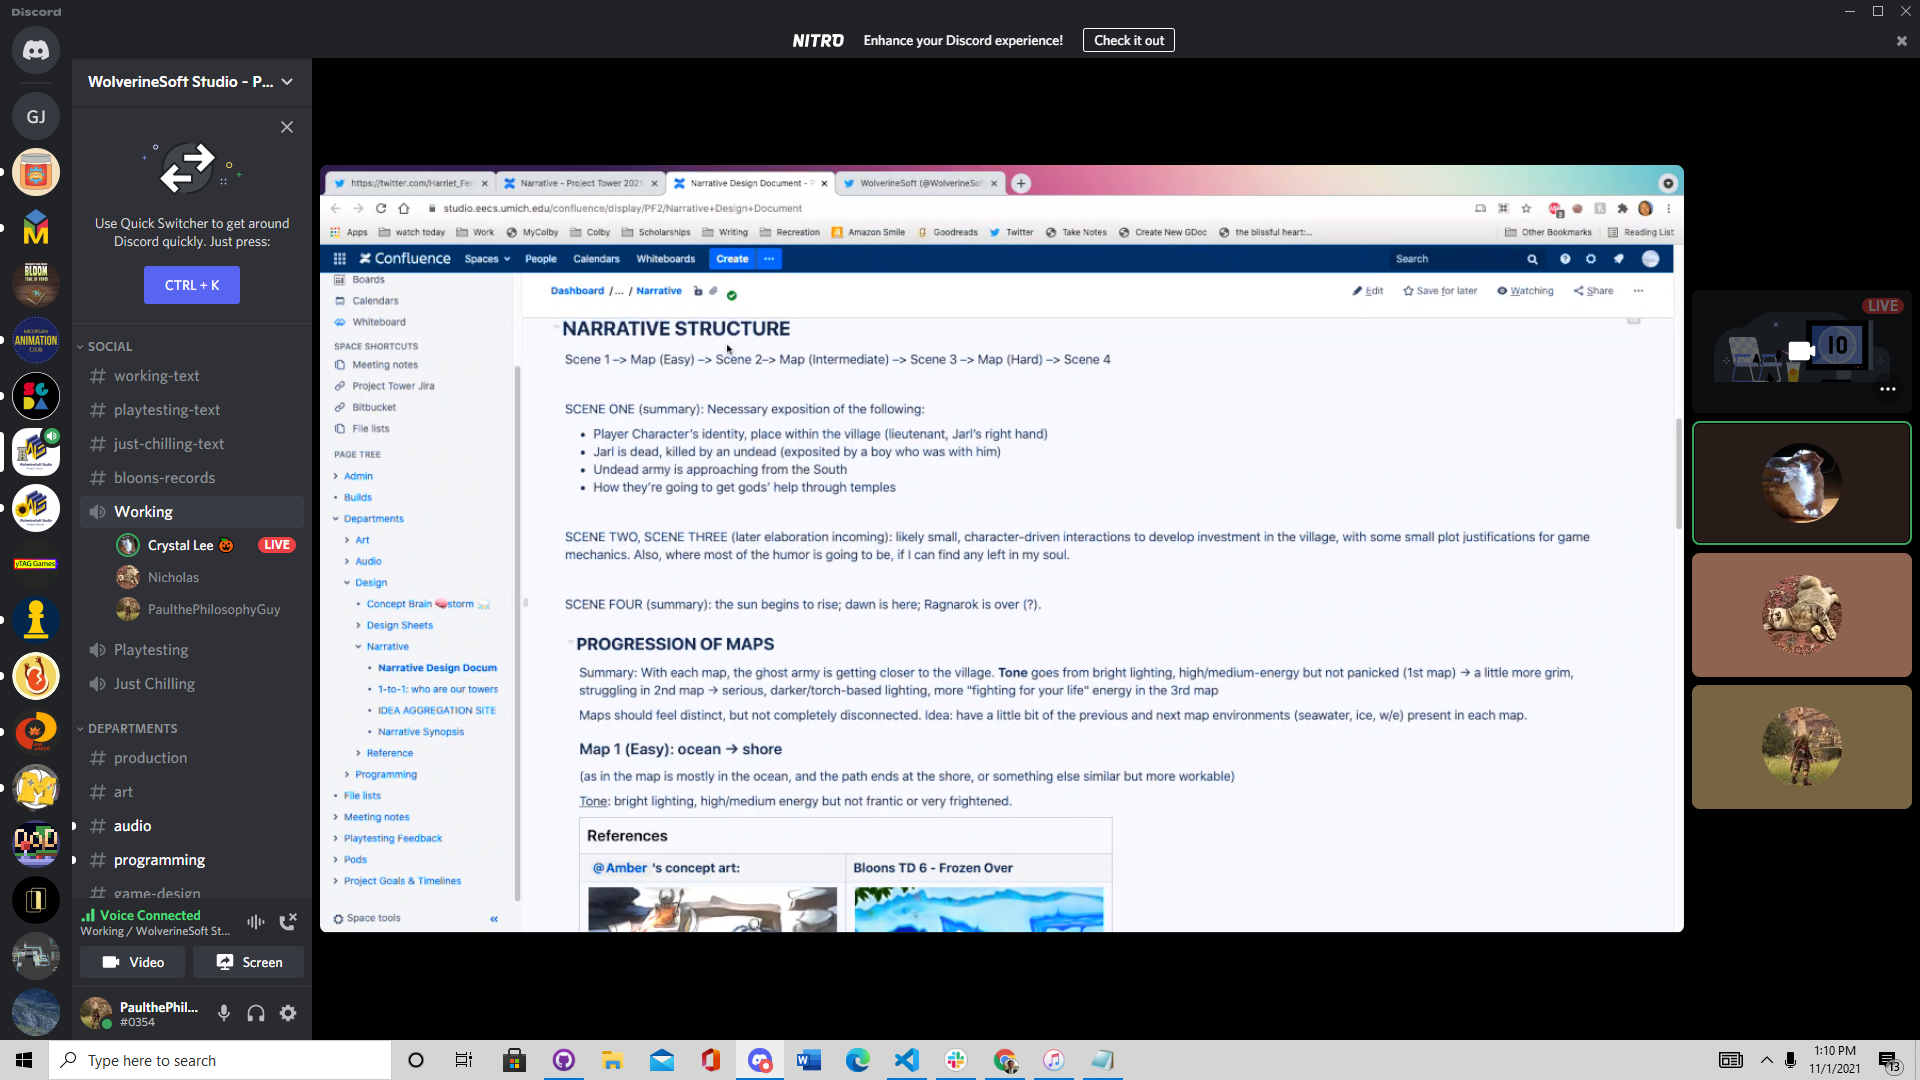 Discord
NITRO Enhance your Discord experience! Check it out
WolverineSoft Studio - P...
GJ
Use Quick Switcher to get around
Discord quickly. Just press:
CTRL + K
SOCIAL
working-text
playtesting-text
just-chilling-text
bloons-records
Working
Crystal Lee 🎃 LIVE
Nicholas
PaulthePhilosophyGuy
Playtesting
Just Chilling
DEPARTMENTS
production
art
audio
programming
game-design
Voice Connected
Working / WolverineSoft St...
Video Screen
PaulthePhil...
#0354
BLOOM
MICHIGAN
ANIMATION
CLUB
yTAG Games
https://twitter.com/Harriet_Fer
Narrative - Project Tower 2021
Narrative Design Document - P
WolverineSoft (@WolverineSof
studio.eecs.umich.edu/confluence/display/PF2/Narrative+Design+Document
Apps watch today Work MyColby Colby Scholarships Writing Recreation Amazon Smile Goodreads Twitter Take Notes Create New GDoc the blissful heart:... Other Bookmarks Reading List
Confluence Spaces People Calendars Whiteboards Create ... Search
Boards
Calendars
Whiteboard
SPACE SHORTCUTS
Meeting notes
Project Tower Jira
Bitbucket
File lists
PAGE TREE
Admin
Builds
Departments
Art
Audio
Design
Concept Brain 🧠storm
Design Sheets
Narrative
Narrative Design Docum
1-to-1: who are our towers
IDEA AGGREGATION SITE
Narrative Synopsis
Reference
Programming
File lists
Meeting notes
Playtesting Feedback
Pods
Project Goals & Timelines
Space tools
Dashboard /... / Narrative
Edit Save for later Watching Share ...
NARRATIVE STRUCTURE
Scene 1 –> Map (Easy) –> Scene 2–> Map (Intermediate) –> Scene 3 –> Map (Hard) –> Scene 4
SCENE ONE (summary): Necessary exposition of the following:
• Player Character's identity, place within the village (lieutenant, Jarl's right hand)
• Jarl is dead, killed by an undead (exposited by a boy who was with him)
• Undead army is approaching from the South
• How they're going to get gods' help through temples
SCENE TWO, SCENE THREE (later elaboration incoming): likely small, character-driven interactions to develop investment in the village, with some small plot justifications for game
mechanics. Also, where most of the humor is going to be, if I can find any left in my soul.
SCENE FOUR (summary): the sun begins to rise; dawn is here; Ragnarok is over (?).
PROGRESSION OF MAPS
Summary: With each map, the ghost army is getting closer to the village. Tone goes from bright lighting, high/medium-energy but not panicked (1st map) → a little more grim,
struggling in 2nd map → serious, darker/torch-based lighting, more "fighting for your life" energy in the 3rd map
Maps should feel distinct, but not completely disconnected. Idea: have a little bit of the previous and next map environments (seawater, ice, w/e) present in each map.
Map 1 (Easy): ocean → shore
(as in the map is mostly in the ocean, and the path ends at the shore, or something else similar but more workable)
Tone: bright lighting, high/medium energy but not frantic or very frightened.
References
@Amber 's concept art:
Bloons TD 6 - Frozen Over
LIVE
10
Type here to search
1:10 PM
11/1/2021
13